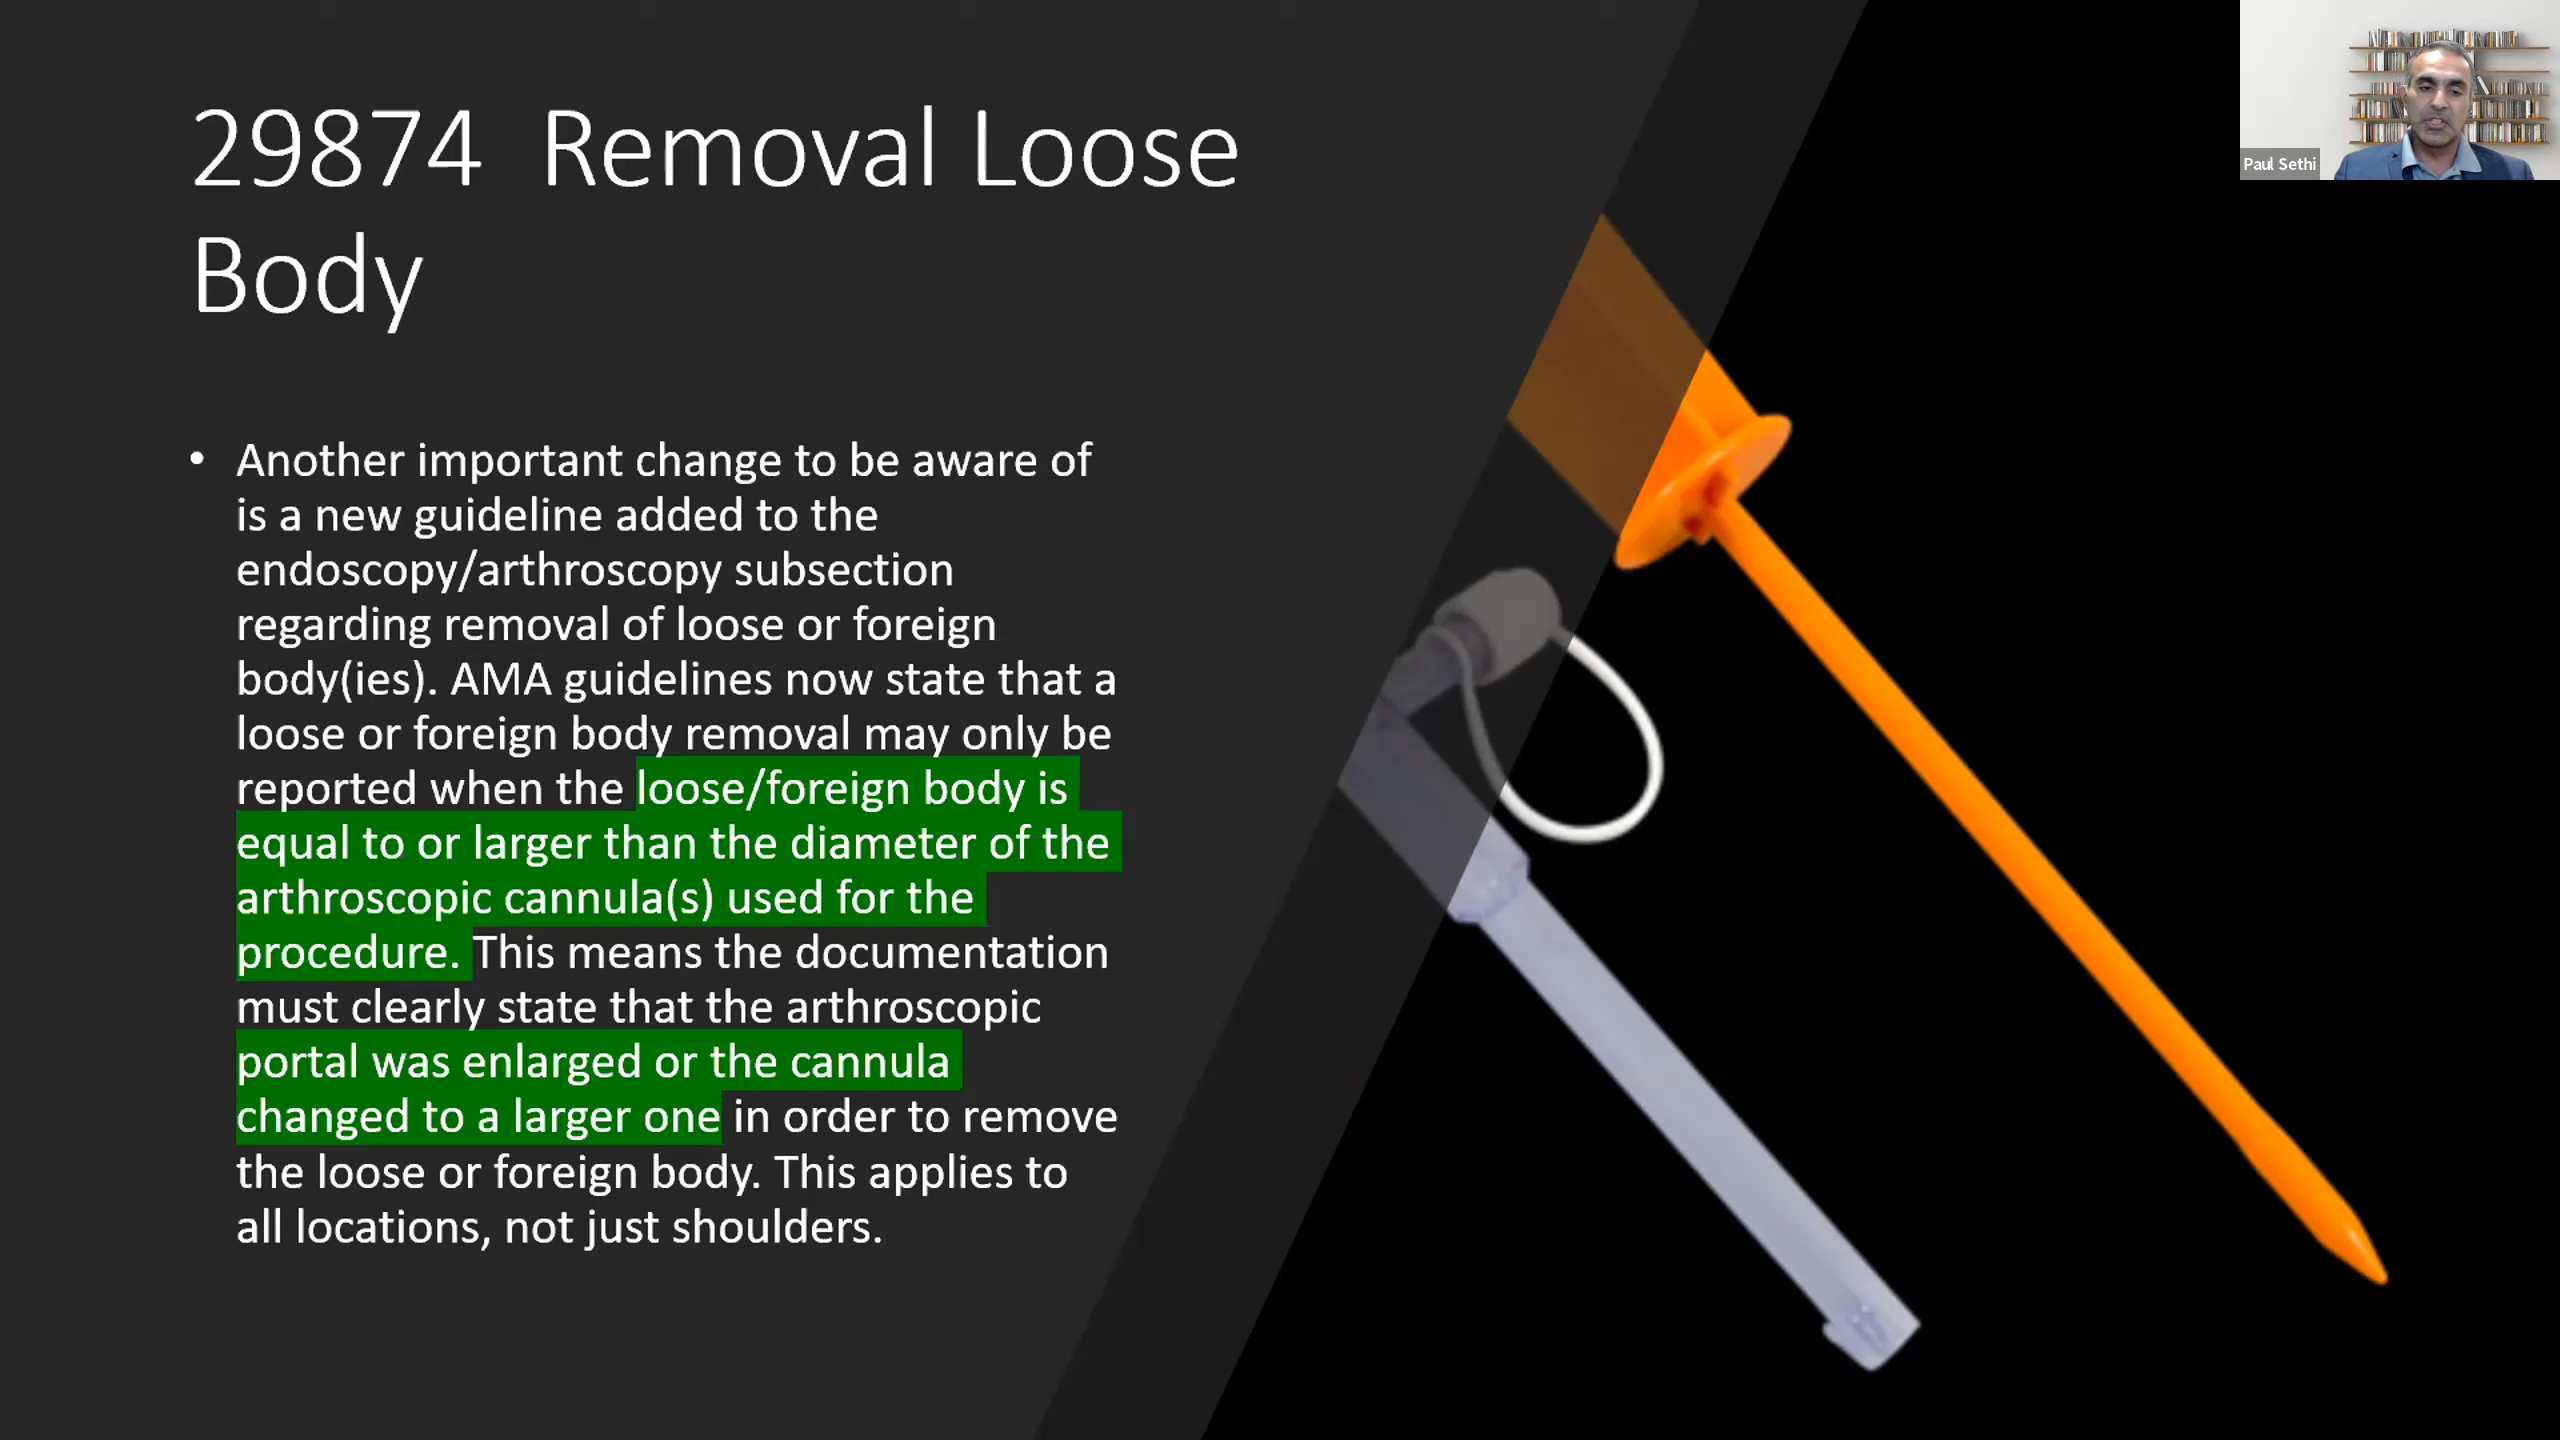 29874  Removal Loose
Body
• Another important change to be aware of
is a new guideline added to the
endoscopy/arthroscopy subsection
regarding removal of loose or foreign
body(ies). AMA guidelines now state that a
loose or foreign body removal may only be
reported when the loose/foreign body is
equal to or larger than the diameter of the
arthroscopic cannula(s) used for the
procedure. This means the documentation
must clearly state that the arthroscopic
portal was enlarged or the cannula
changed to a larger one in order to remove
the loose or foreign body. This applies to
all locations, not just shoulders.
Paul Sethi